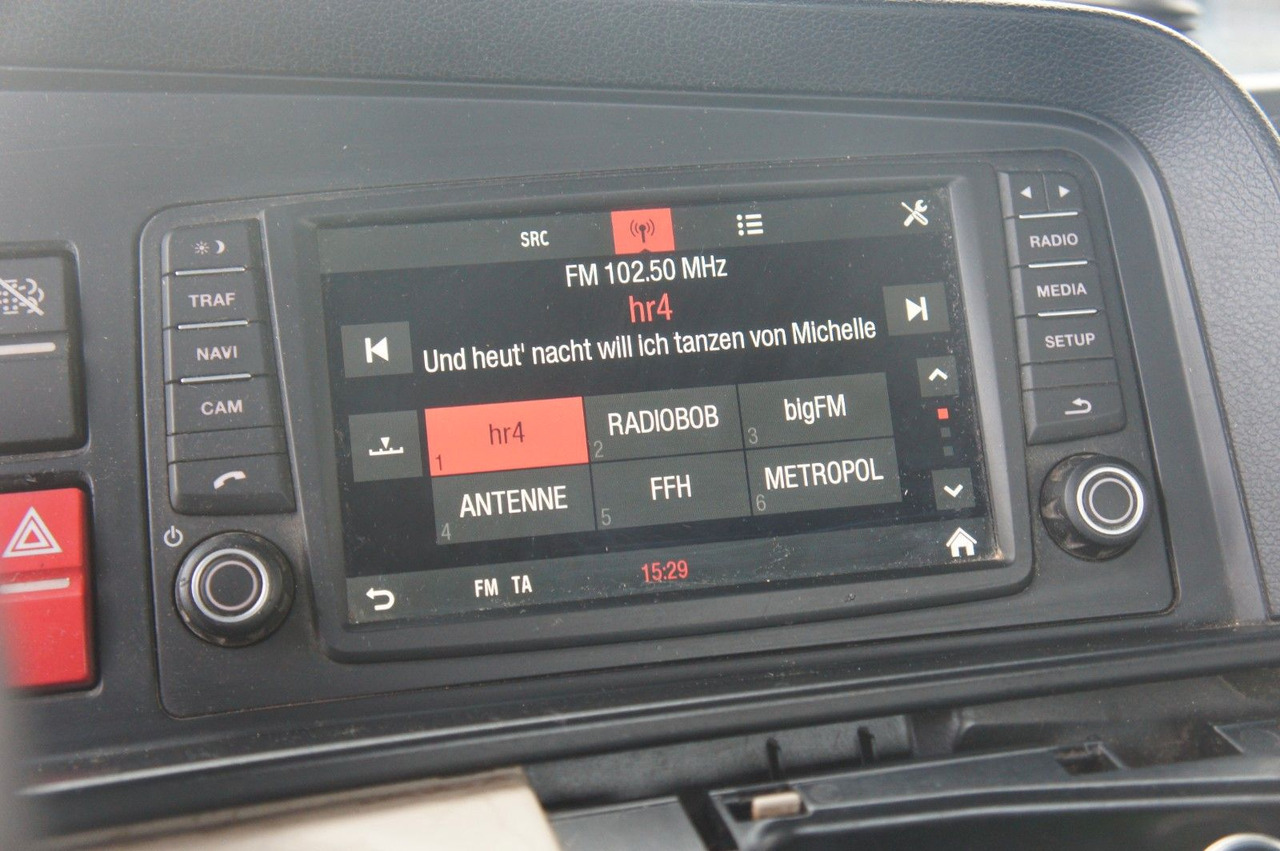 SRC
FM 102.50 MHz
hr4
Und heut' nacht will ich tanzen von Michelle
1 hr4
2 RADIOBOB
3 bigFM
4 ANTENNE
5 FFH
6 METROPOL
FM TA
15:29
TRAF
NAVI
CAM
RADIO
MEDIA
SETUP